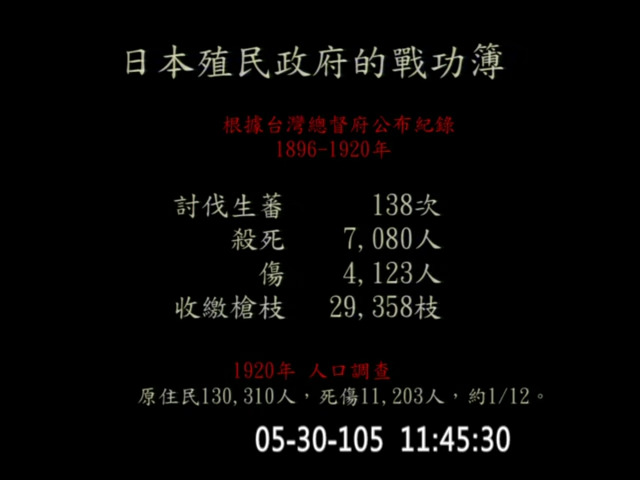 日本殖民政府的戰功簿
根據台灣總督府公布紀錄
1896-1920年
討伐生蕃 138次
殺死 7,080人
傷 4,123人
收繳槍枝 29,358枝
1920年 人口調查
原住民130,310人，死傷11,203人，約1/12。
05-30-105 11:45:30